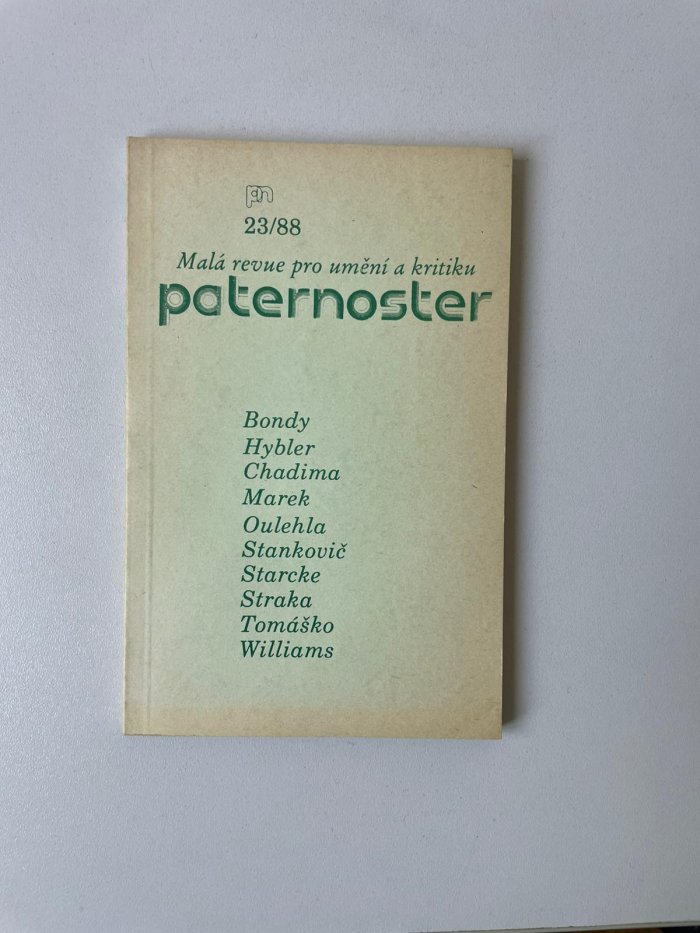 pn
23/88
Malá revue pro umění a kritiku
paternoster
Bondy
Hybler
Chadima
Marek
Oulehla
Stankovič
Starcke
Straka
Tomáško
Williams